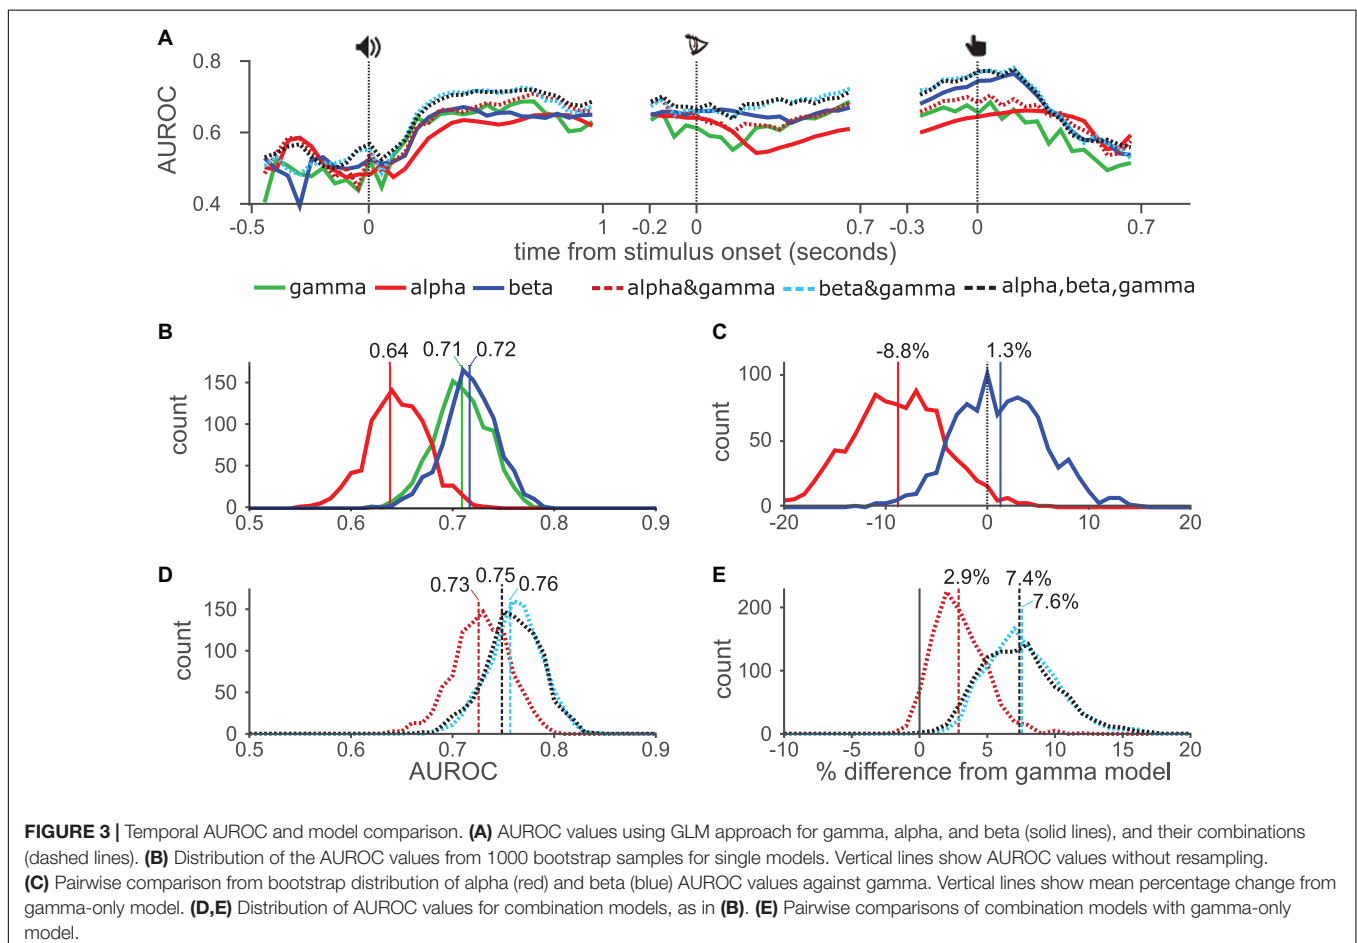 A
AUROC
0.8
0.6
0.4
-0.5 0 1 -0.2 0 0.7 -0.3 0 0.7
time from stimulus onset (seconds)
gamma alpha beta alpha&gamma beta&gamma alpha,beta,gamma
B
0.64 0.71 0.72
count
150
100
50
0
0.5 0.6 0.7 0.8 0.9
C
-8.8% 1.3%
count
100
50
0
-20 -10 0 10 20
D
0.73 0.75 0.76
count
150
100
50
0
0.5 0.6 0.7 0.8 0.9
AUROC
E
2.9% 7.4%
7.6%
count
200
100
0
-10 -5 0 5 10 15 20
% difference from gamma model
FIGURE 3 | Temporal AUROC and model comparison. (A) AUROC values using GLM approach for gamma, alpha, and beta (solid lines), and their combinations
(dashed lines). (B) Distribution of the AUROC values from 1000 bootstrap samples for single models. Vertical lines show AUROC values without resampling.
(C) Pairwise comparison from bootstrap distribution of alpha (red) and beta (blue) AUROC values against gamma. Vertical lines show mean percentage change from
gamma-only model. (D,E) Distribution of AUROC values for combination models, as in (B). (E) Pairwise comparisons of combination models with gamma-only
model.